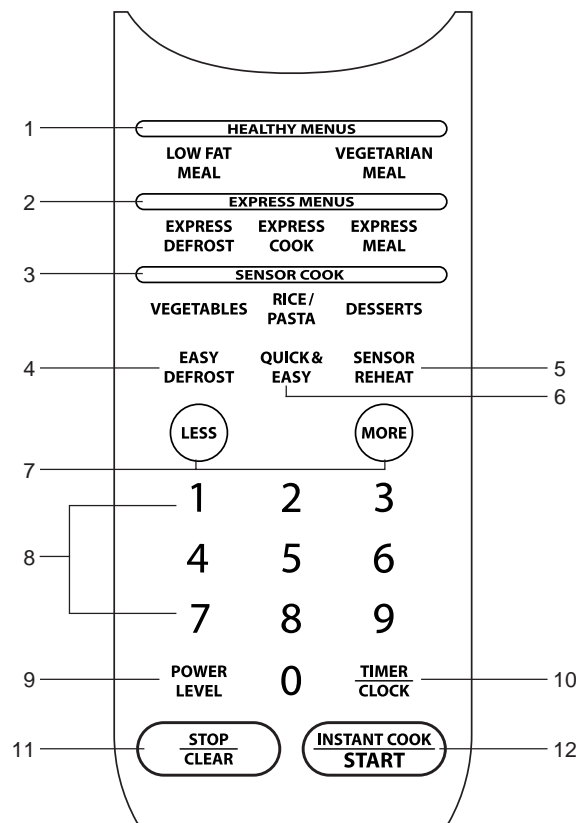 1 HEALTHY MENUS
LOW FAT MEAL
VEGETARIAN MEAL
2 EXPRESS MENUS
EXPRESS DEFROST
EXPRESS COOK
EXPRESS MEAL
3 SENSOR COOK
VEGETABLES
RICE / PASTA
DESSERTS
4
EASY DEFROST
QUICK & EASY
SENSOR REHEAT
5
6
LESS
MORE
7
1 2 3
8
4 5 6
7 8 9
9
POWER LEVEL
0
TIMER
CLOCK
10
11
STOP
CLEAR
INSTANT COOK
START
12